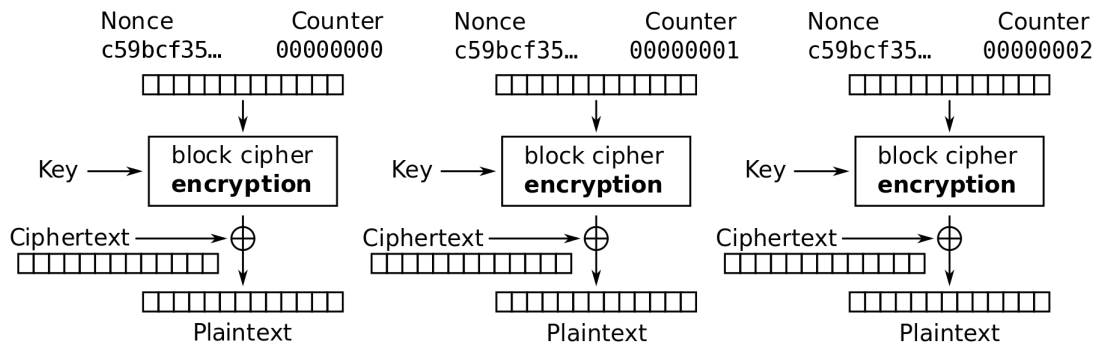 Nonce Counter
c59bcf35… 00000000
Key
block cipher
encryption
Ciphertext
Plaintext
Nonce Counter
c59bcf35… 00000001
Key
block cipher
encryption
Ciphertext
Plaintext
Nonce Counter
c59bcf35… 00000002
Key
block cipher
encryption
Ciphertext
Plaintext